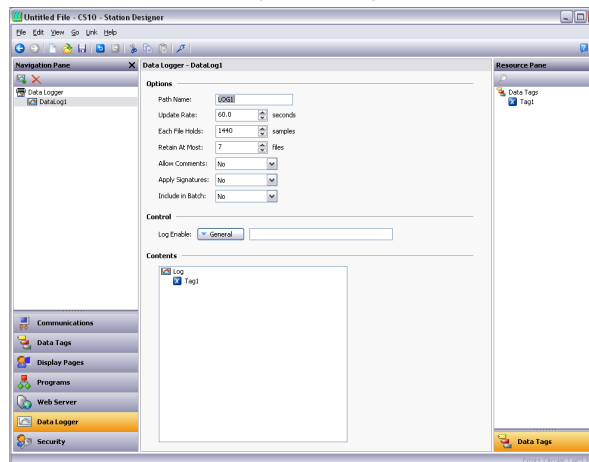 Untitled File - CS10 - Station Designer
File Edit View Go Link Help
Navigation Pane X
Data Logger
DataLog1
Communications
Data Tags
Display Pages
Programs
Web Server
Data Logger
Security
Data Logger - DataLog1
Options
Path Name: LOG1
Update Rate: 60.0 seconds
Each File Holds: 1440 samples
Retain At Most: 7 files
Allow Comments: No
Apply Signatures: No
Include in Batch: No
Control
Log Enable: General
Contents
Log
Tag1
Resource Pane
Data Tags
Tag1
Data Tags